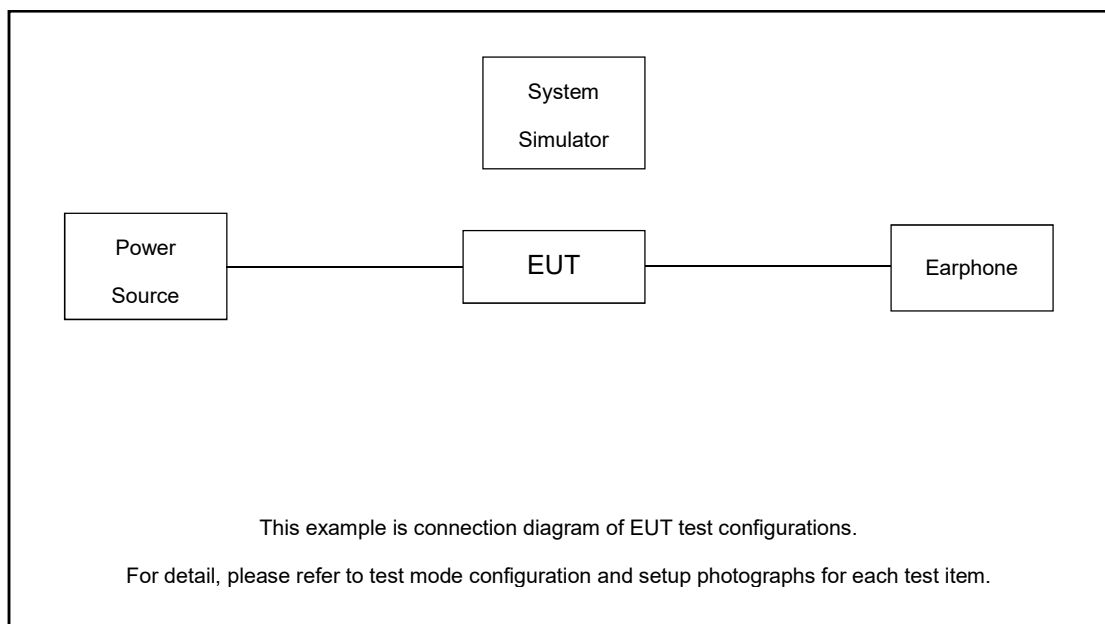 System
Simulator
Power
Source
EUT
Earphone
This example is connection diagram of EUT test configurations.
For detail, please refer to test mode configuration and setup photographs for each test item.